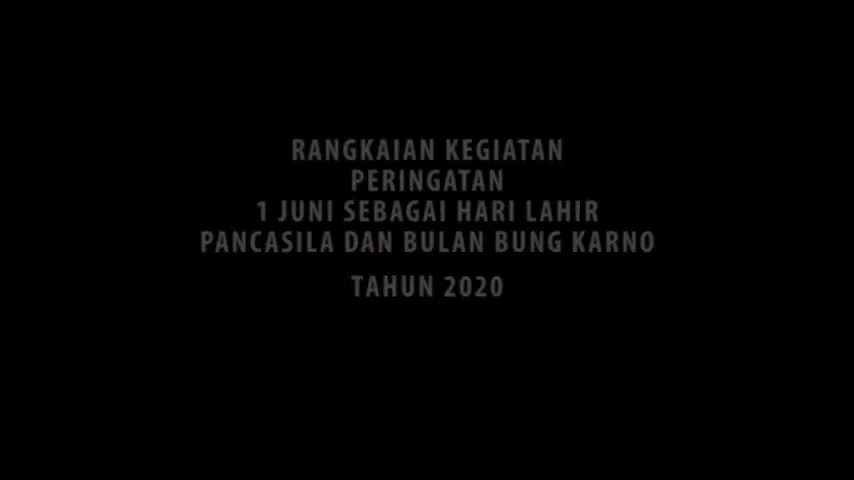 RANGKAIAN KEGIATAN
PERINGATAN
1 JUNI SEBAGAI HARI LAHIR
PANCASILA DAN BULAN BUNG KARNO
TAHUN 2020